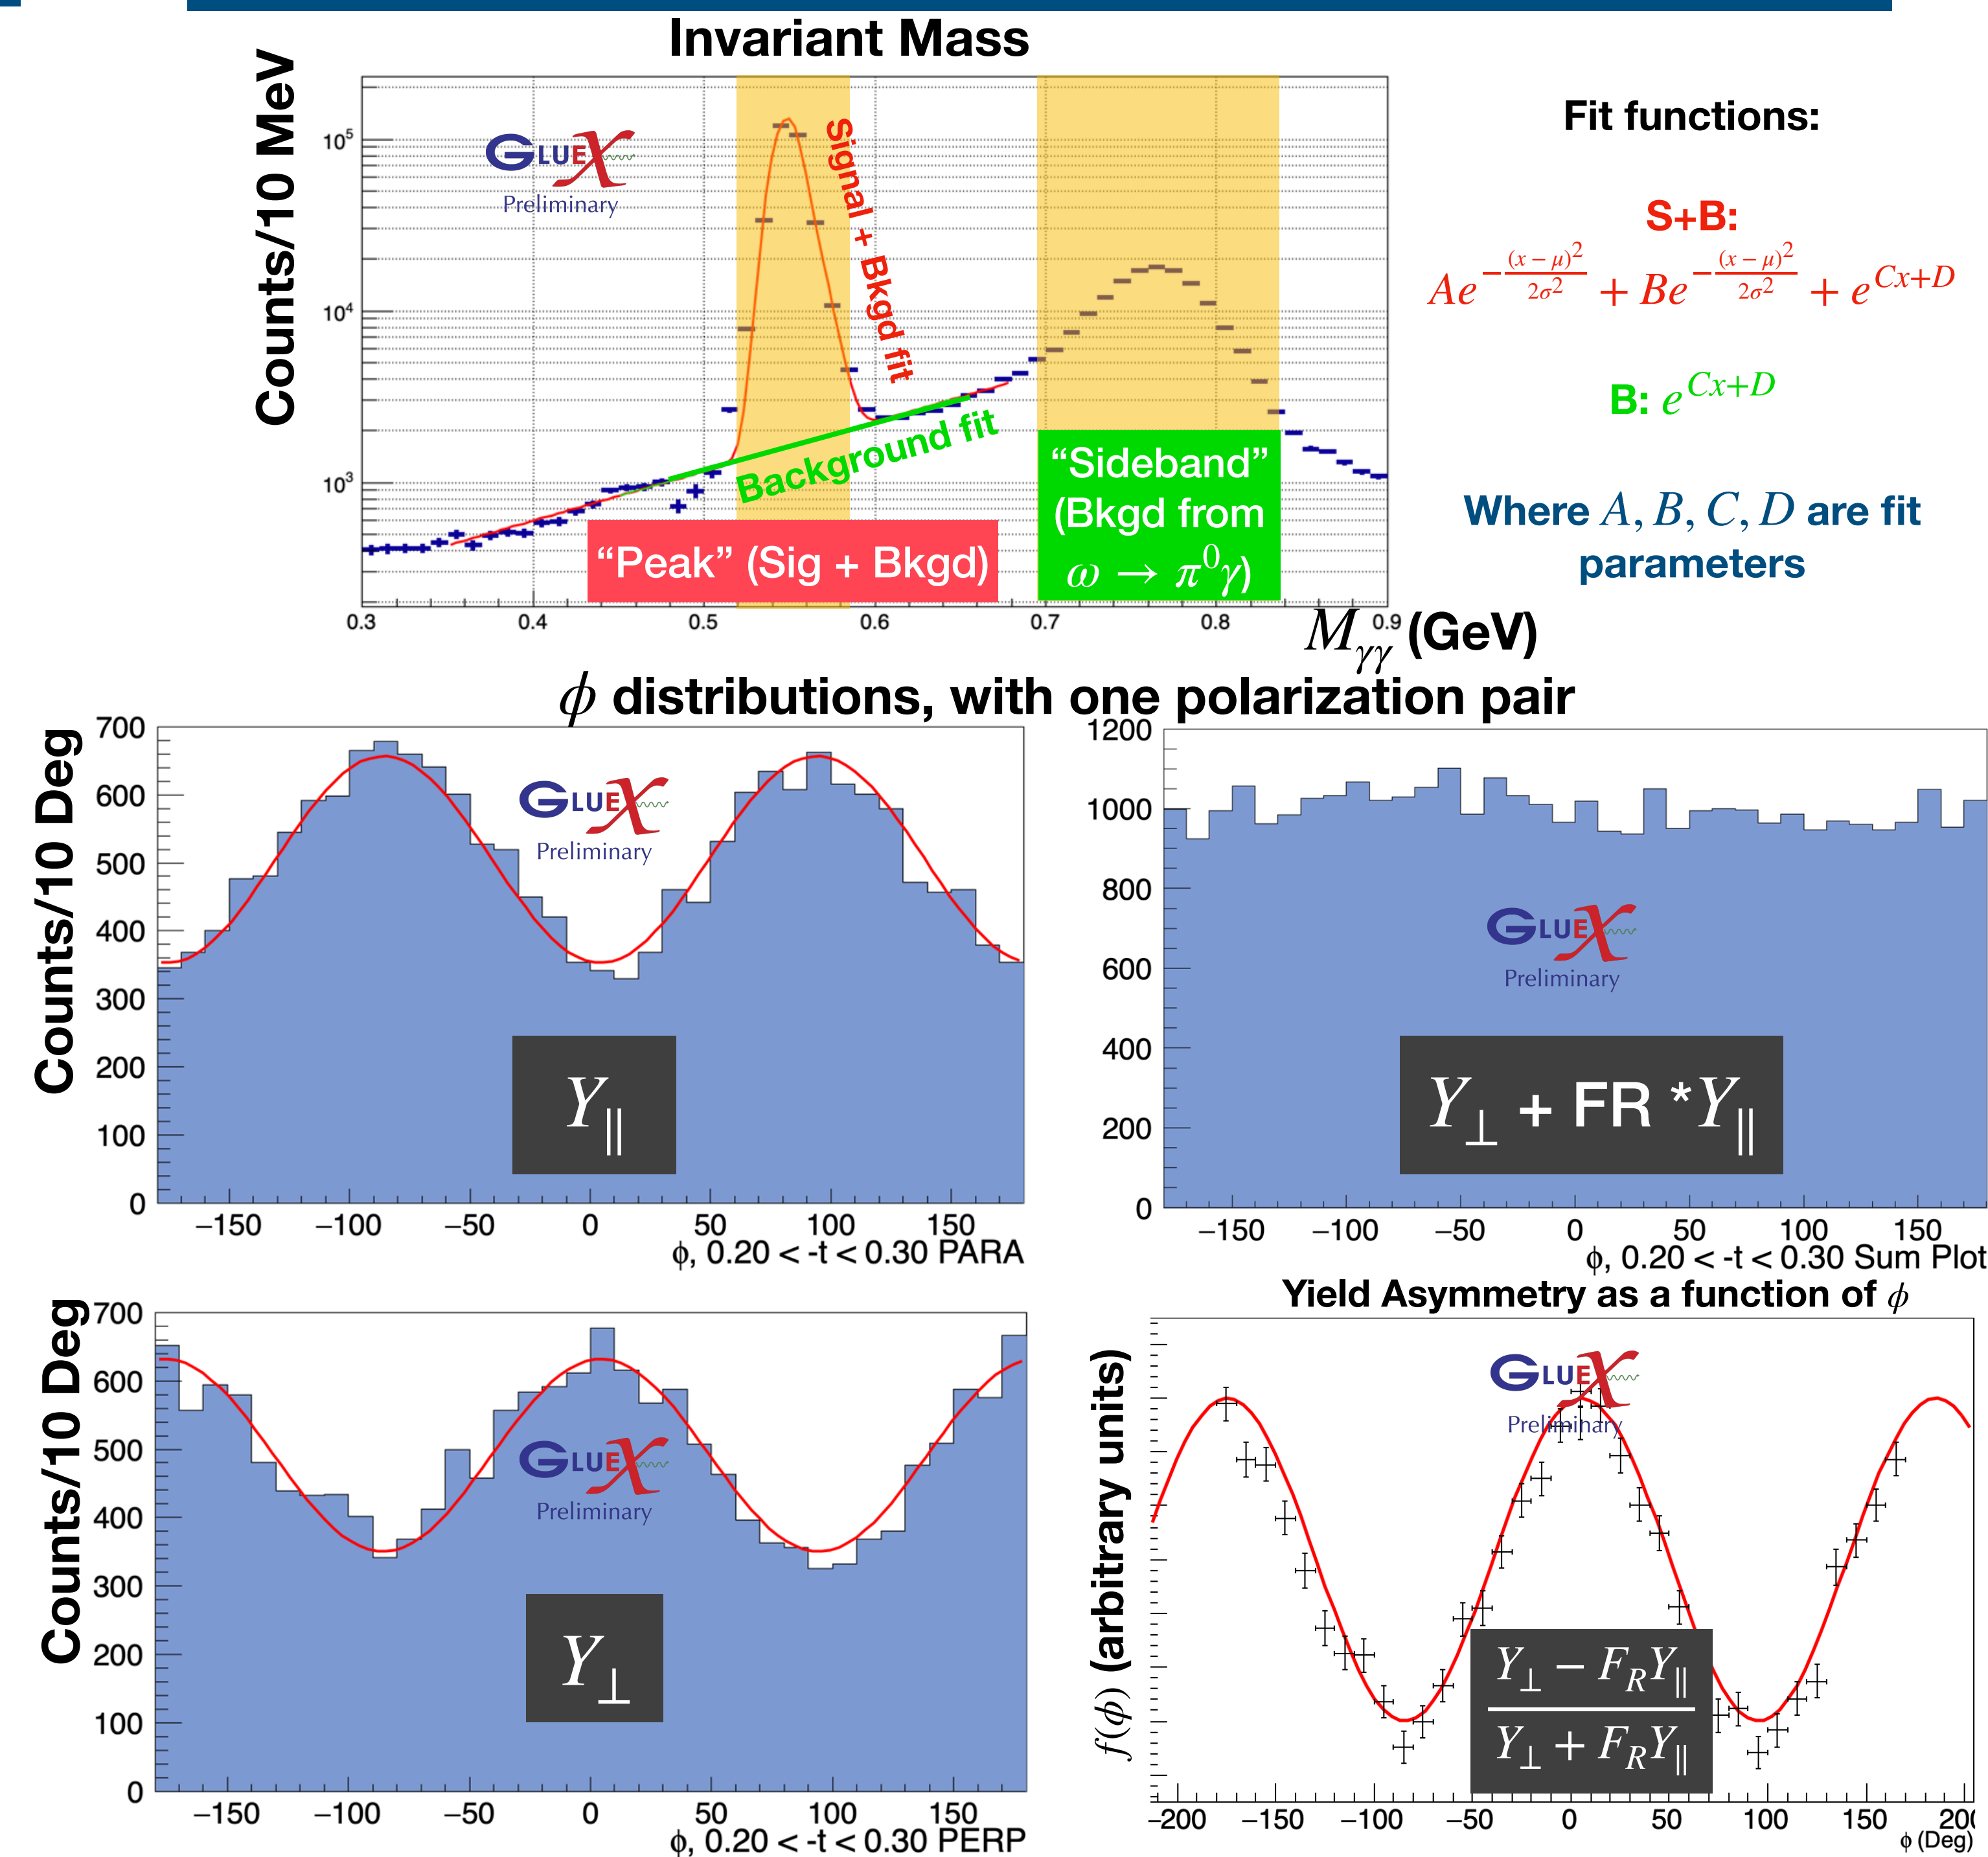 Invariant Mass
Counts/10 MeV
10⁵
10⁴
10³
GLUEX
Preliminary
Signal + Bkgd fit
Background fit
“Peak” (Sig + Bkgd)
“Sideband”
(Bkgd from
ω → π⁰γ)
0.3 0.4 0.5 0.6 0.7 0.8 0.9
M_γγ (GeV)
Fit functions:
S+B:
Ae^{-(x − μ)²/2σ²} + Be^{-(x − μ)²/2σ²} + e^{Cx+D}
B: e^{Cx+D}
Where A, B, C, D are fit
parameters
ϕ distributions, with one polarization pair
Counts/10 Deg
700
600
500
400
300
200
100
0
GLUEX
Preliminary
Y_∥
−150 −100 −50 0 50 100 150
ϕ, 0.20 < -t < 0.30 PARA
1200
1000
800
600
400
200
0
GLUEX
Preliminary
Y_⊥ + FR *Y_∥
−150 −100 −50 0 50 100 150
ϕ, 0.20 < -t < 0.30 Sum Plot
Counts/10 Deg
700
600
500
400
300
200
100
0
GLUEX
Preliminary
Y_⊥
−150 −100 −50 0 50 100 150
ϕ, 0.20 < -t < 0.30 PERP
Yield Asymmetry as a function of ϕ
f(ϕ) (arbitrary units)
GLUEX
Preliminary
Y_⊥ − F_R Y_∥
Y_⊥ + F_R Y_∥
−200 −150 −100 −50 0 50 100 150
ϕ (Deg)